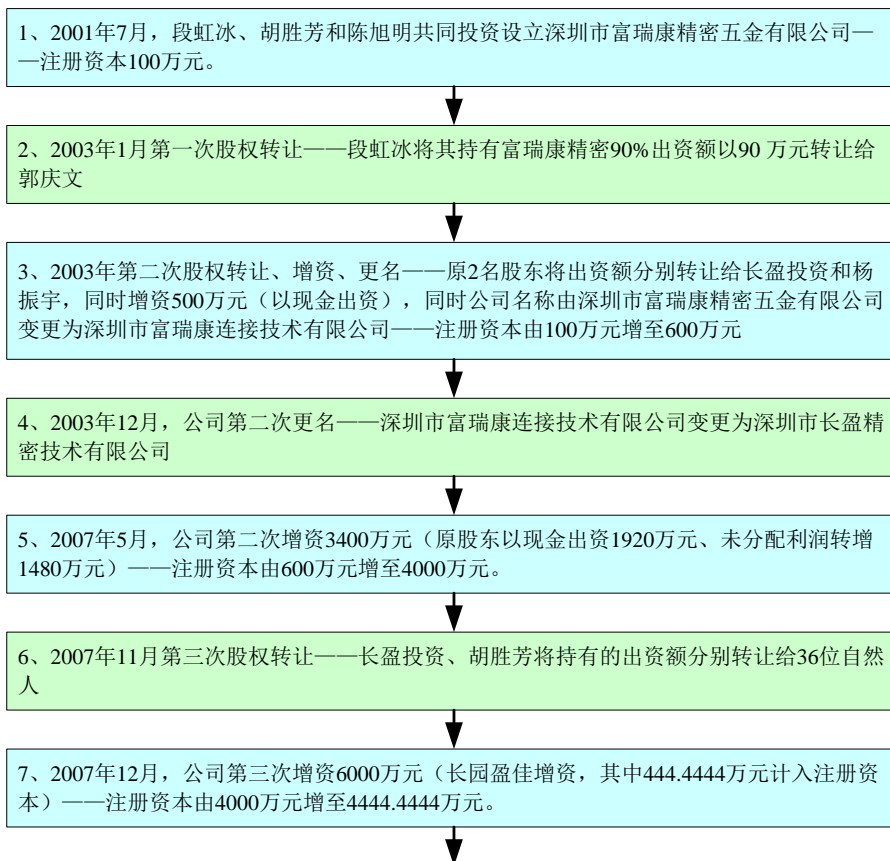 1、2001年7月，段虹冰、胡胜芳和陈旭明共同投资设立深圳市富瑞康精密五金有限公司—
—注册资本100万元。
2、2003年1月第一次股权转让——段虹冰将其持有富瑞康精密90%出资额以90 万元转让给
郭庆文
3、2003年第二次股权转让、增资、更名——原2名股东将出资额分别转让给长盈投资和杨
振宇，同时增资500万元（以现金出资），同时公司名称由深圳市富瑞康精密五金有限公司
变更为深圳市富瑞康连接技术有限公司——注册资本由100万元增至600万元
4、2003年12月，公司第二次更名——深圳市富瑞康连接技术有限公司变更为深圳市长盈精
密技术有限公司
5、2007年5月，公司第二次增资3400万元（原股东以现金出资1920万元、未分配利润转增
1480万元）——注册资本由600万元增至4000万元。
6、2007年11月第三次股权转让——长盈投资、胡胜芳将持有的出资额分别转让给36位自然
人
7、2007年12月，公司第三次增资6000万元（长园盈佳增资，其中444.4444万元计入注册资
本）——注册资本由4000万元增至4444.4444万元。